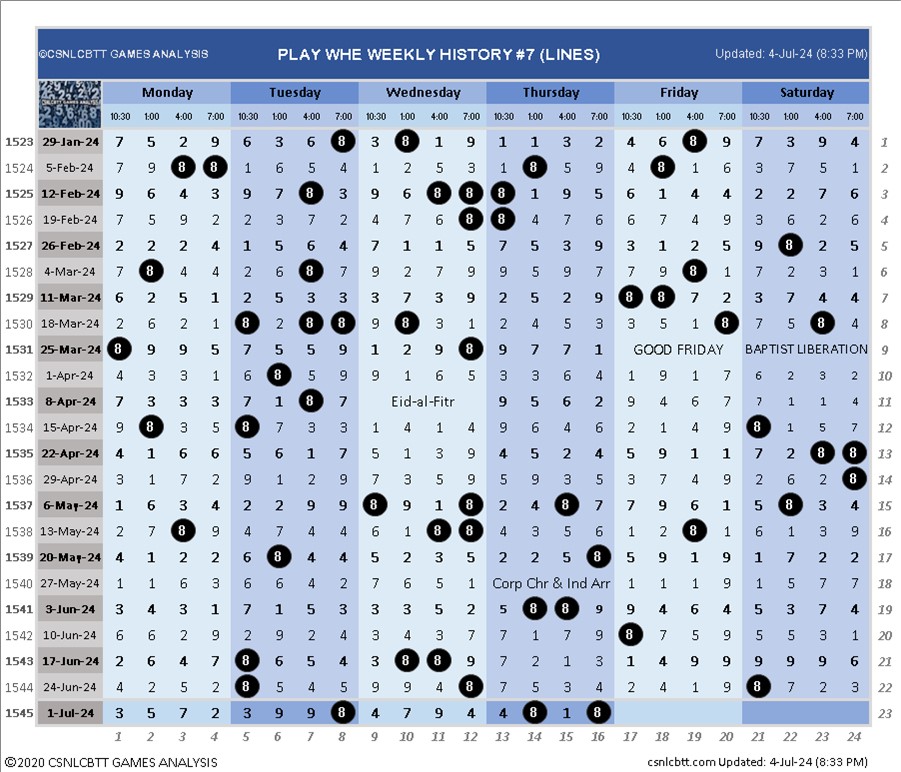 ©CSNLCBTT GAMES ANALYSIS PLAY WHE WEEKLY HISTORY #7 (LINES) Updated: 4-Jul-24 (8:33 PM)
Monday Tuesday Wednesday Thursday Friday Saturday
10:30 1:00 4:00 7:00 10:30 1:00 4:00 7:00 10:30 1:00 4:00 7:00 10:30 1:00 4:00 7:00 10:30 1:00 4:00 7:00 10:30 1:00 4:00 7:00
1523 29-Jan-24 7 5 2 9 6 3 6 8 3 8 1 9 1 1 3 2 4 6 8 9 7 3 9 4 1
1524 5-Feb-24 7 9 8 8 1 6 5 4 1 2 5 3 1 8 5 9 4 8 1 6 3 7 5 1 2
1525 12-Feb-24 9 6 4 3 9 7 8 3 9 6 8 8 8 1 9 5 6 1 4 4 2 2 7 6 3
1526 19-Feb-24 7 5 9 2 2 3 7 2 4 7 6 8 8 4 7 6 6 7 4 9 3 6 2 6 4
1527 26-Feb-24 2 2 2 4 1 5 6 4 7 1 1 5 7 5 3 9 3 1 2 5 9 8 2 5 5
1528 4-Mar-24 7 8 4 4 2 6 8 7 9 2 7 9 9 5 9 7 7 9 8 1 7 2 3 1 6
1529 11-Mar-24 6 2 5 1 2 5 3 3 3 7 3 9 2 5 2 9 8 8 7 2 3 7 4 4 7
1530 18-Mar-24 2 6 2 1 8 2 8 8 9 8 3 1 2 4 5 3 3 5 1 8 7 5 8 4 8
1531 25-Mar-24 8 9 9 5 7 5 5 9 1 2 9 8 9 7 7 1 GOOD FRIDAY BAPTIST LIBERATION 9
1532 1-Apr-24 4 3 3 1 6 8 5 9 9 1 6 5 3 3 6 4 1 9 1 7 6 2 3 2 10
1533 8-Apr-24 7 3 3 3 7 1 8 7 Eid-al-Fitr 9 5 6 2 9 4 6 7 7 1 1 4 11
1534 15-Apr-24 9 8 3 5 8 7 3 3 1 4 1 4 9 6 4 6 2 1 4 9 8 1 5 7 12
1535 22-Apr-24 4 1 6 6 5 6 1 7 5 1 3 9 4 5 2 4 5 9 1 1 7 2 8 8 13
1536 29-Apr-24 3 1 7 2 9 1 2 9 7 3 5 9 5 9 3 5 3 7 4 9 2 6 2 8 14
1537 6-May-24 1 6 3 4 2 2 9 9 8 9 1 8 2 4 8 7 7 9 6 1 5 8 3 4 15
1538 13-May-24 2 7 8 9 4 7 4 4 6 1 8 8 4 3 5 6 1 2 8 4 6 1 3 9 16
1539 20-May-24 4 1 2 2 6 8 4 4 5 2 3 5 2 2 5 8 5 9 1 9 1 7 2 2 17
1540 27-May-24 1 1 6 3 6 6 4 2 7 6 5 1 Corp Chr & Ind Arr 1 1 1 9 1 5 7 7 18
1541 3-Jun-24 3 4 3 1 7 1 5 3 3 3 5 2 5 8 8 9 9 4 6 4 5 3 7 4 19
1542 10-Jun-24 6 6 2 9 2 9 2 4 3 4 3 7 7 1 7 9 8 7 5 9 5 5 3 1 20
1543 17-Jun-24 2 6 4 7 8 6 5 4 3 8 8 9 7 2 1 3 1 4 9 9 9 9 9 6 21
1544 24-Jun-24 4 2 5 2 8 5 4 5 9 9 4 8 7 5 3 4 2 4 1 9 8 7 2 3 22
1545 1-Jul-24 3 5 7 2 3 9 9 8 4 7 9 4 4 8 1 8 23
1 2 3 4 5 6 7 8 9 10 11 12 13 14 15 16 17 18 19 20 21 22 23 24
©2020 CSNLCBTT GAMES ANALYSIS csnlcbtt.com Updated: 4-Jul-24 (8:33 PM)